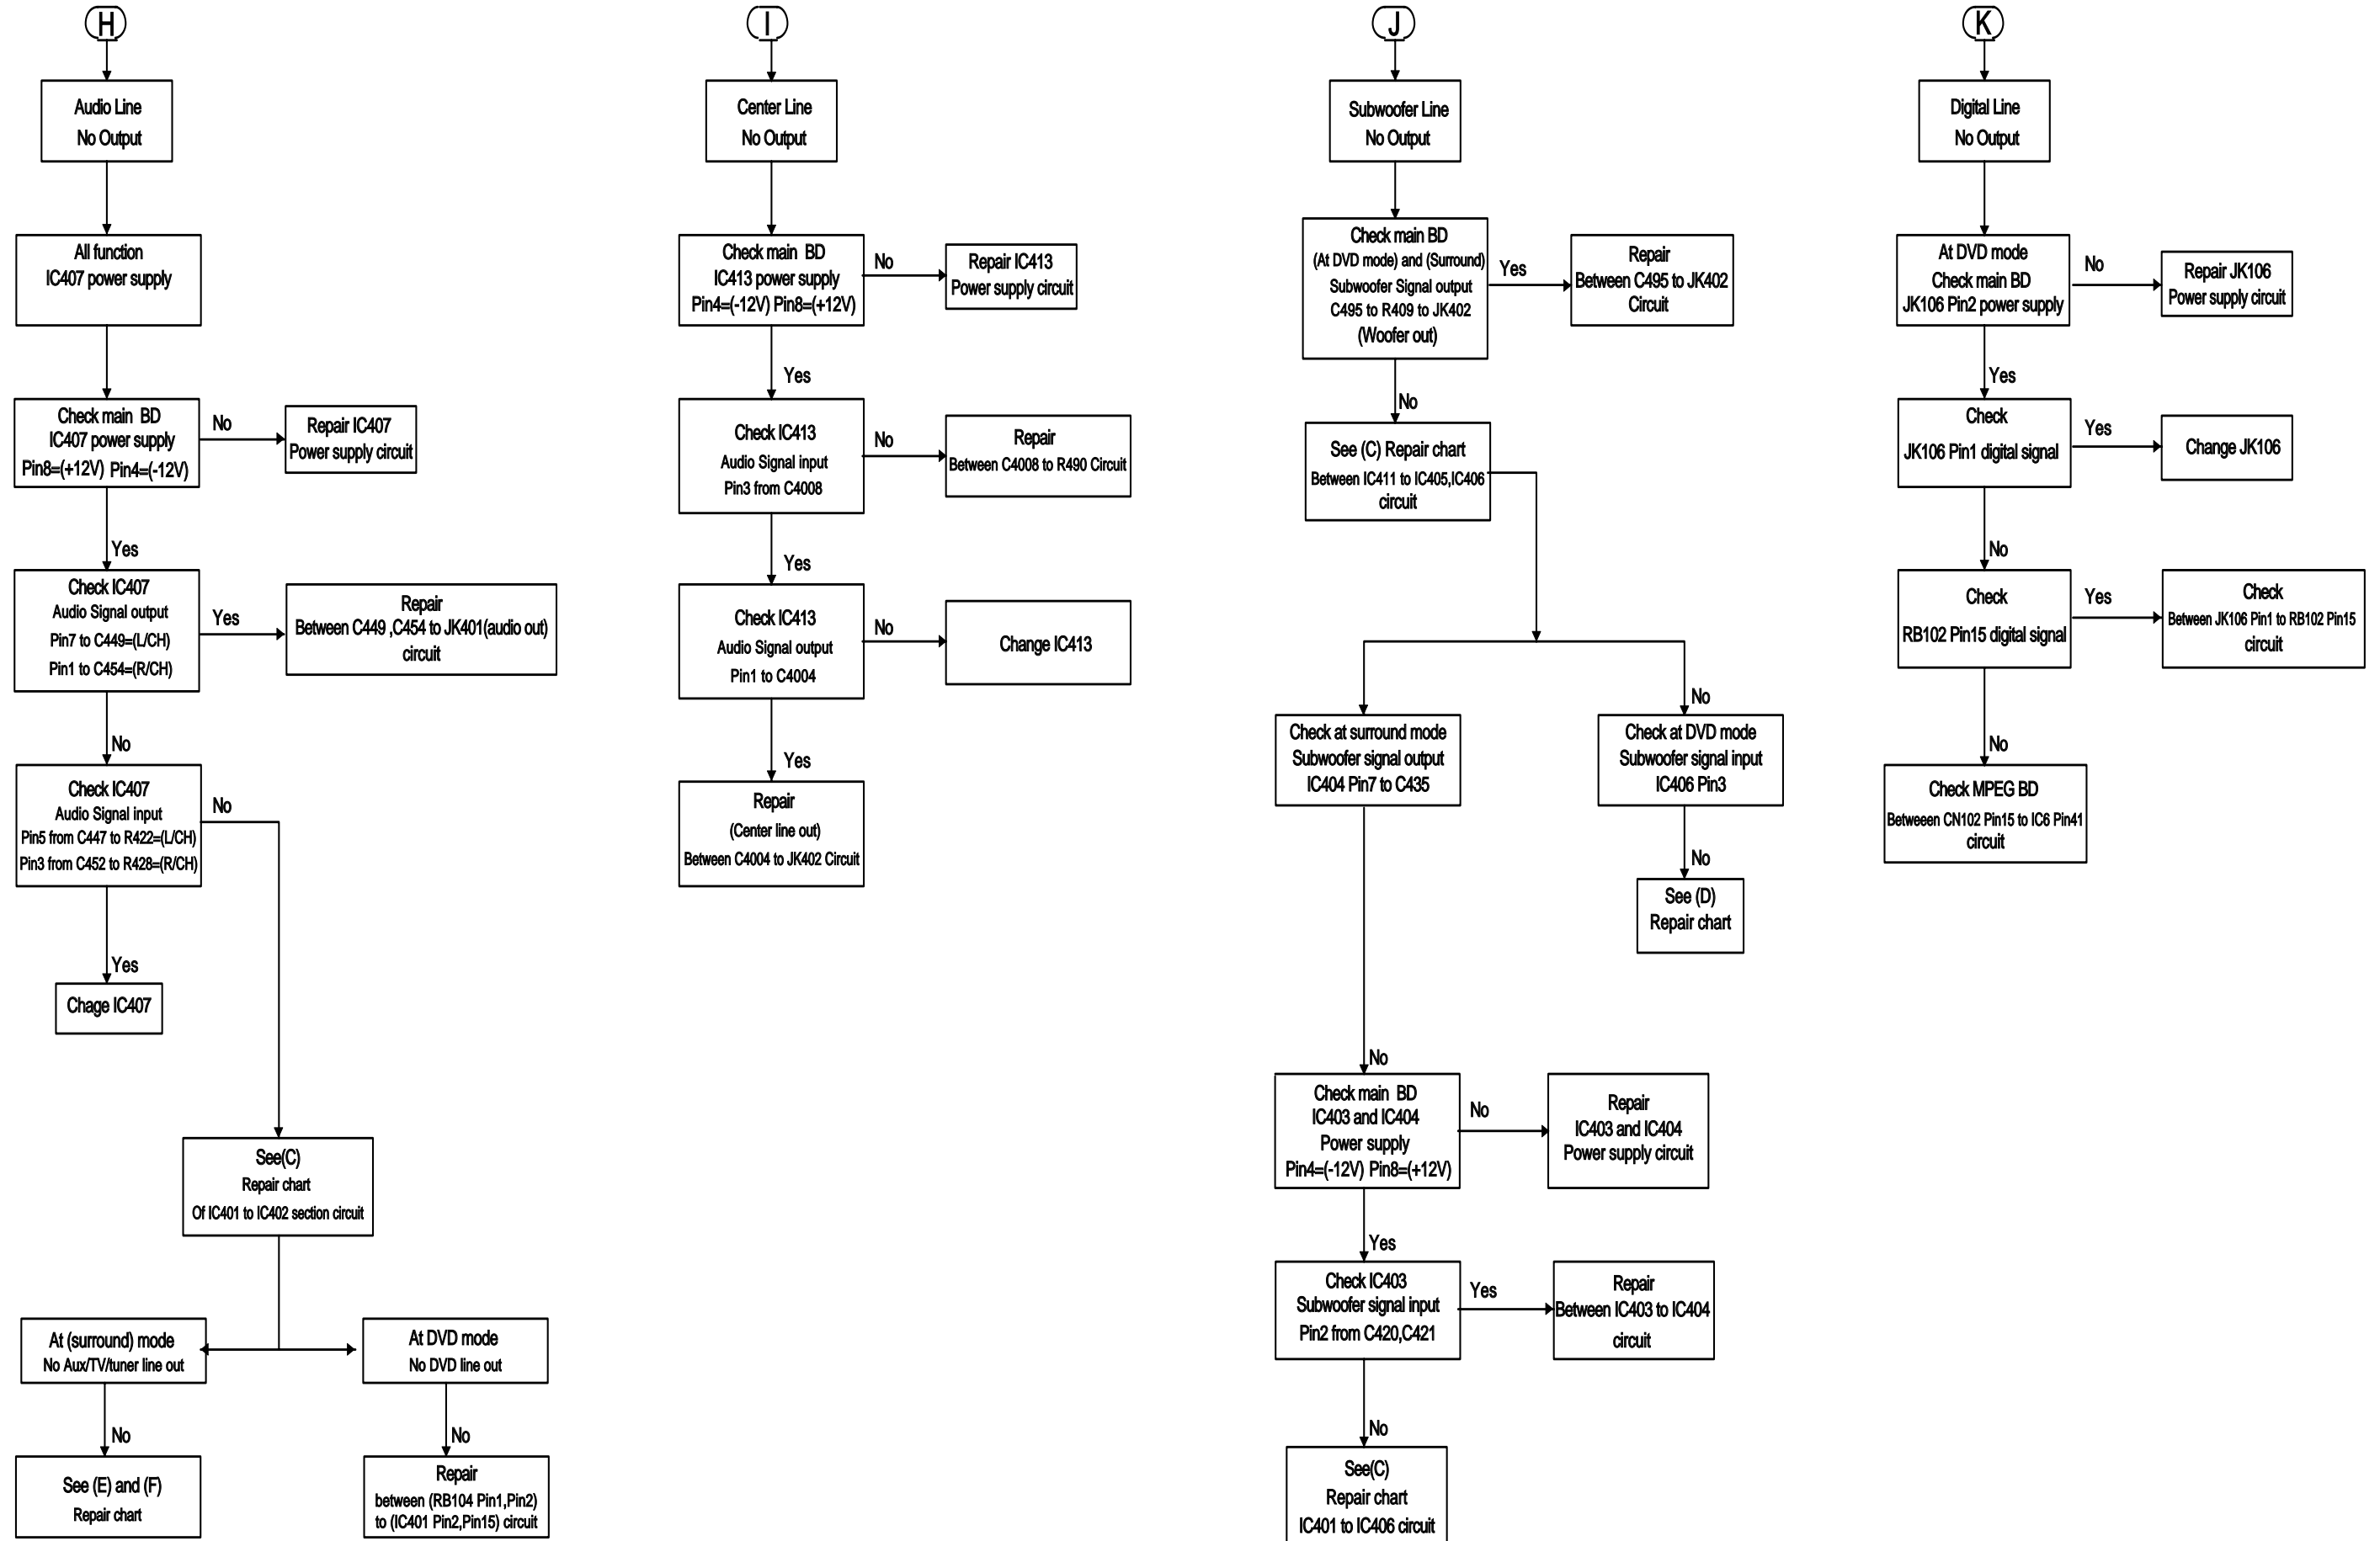 H
Audio Line
No Output
All function
IC407 power supply
Check main BD
IC407 power supply
Pin8=(+12V) Pin4=(-12V)
No
Repair IC407
Power supply circuit
Yes
Check IC407
Audio Signal output
Pin7 to C449=(L/CH)
Pin1 to C454=(R/CH)
Yes
Repair
Between C449 ,C454 to JK401(audio out)
circuit
No
Check IC407
Audio Signal input
Pin5 from C447 to R422=(L/CH)
Pin3 from C452 to R428=(R/CH)
No
Yes
Chage IC407
See(C)
Repair chart
Of IC401 to IC402 section circuit
At (surround) mode
No Aux/TV/tuner line out
At DVD mode
No DVD line out
No
See (E) and (F)
Repair chart
No
Repair
between (RB104 Pin1,Pin2)
to (IC401 Pin2,Pin15) circuit
I
Center Line
No Output
Check main BD
IC413 power supply
Pin4=(-12V) Pin8=(+12V)
No
Repair IC413
Power supply circuit
Yes
Check IC413
Audio Signal input
Pin3 from C4008
No
Repair
Between C4008 to R490 Circuit
Yes
Check IC413
Audio Signal output
Pin1 to C4004
No
Change IC413
Yes
Repair
(Center line out)
Between C4004 to JK402 Circuit
J
Subwoofer Line
No Output
Check main BD
(At DVD mode) and (Surround)
Subwoofer Signal output
C495 to R409 to JK402
(Woofer out)
Yes
Repair
Between C495 to JK402
Circuit
No
See (C) Repair chart
Between IC411 to IC405,IC406
circuit
Check at surround mode
Subwoofer signal output
IC404 Pin7 to C435
No
Check at DVD mode
Subwoofer signal input
IC406 Pin3
No
See (D)
Repair chart
No
Check main BD
IC403 and IC404
Power supply
Pin4=(-12V) Pin8=(+12V)
No
Repair
IC403 and IC404
Power supply circuit
Yes
Check IC403
Subwoofer signal input
Pin2 from C420,C421
Yes
Repair
Between IC403 to IC404
circuit
No
See(C)
Repair chart
IC401 to IC406 circuit
K
Digital Line
No Output
At DVD mode
Check main BD
JK106 Pin2 power supply
No
Repair JK106
Power supply circuit
Yes
Check
JK106 Pin1 digital signal
Yes
Change JK106
No
Check
RB102 Pin15 digital signal
Yes
Check
Between JK106 Pin1 to RB102 Pin15
circuit
No
Check MPEG BD
Betweeen CN102 Pin15 to IC6 Pin41
circuit